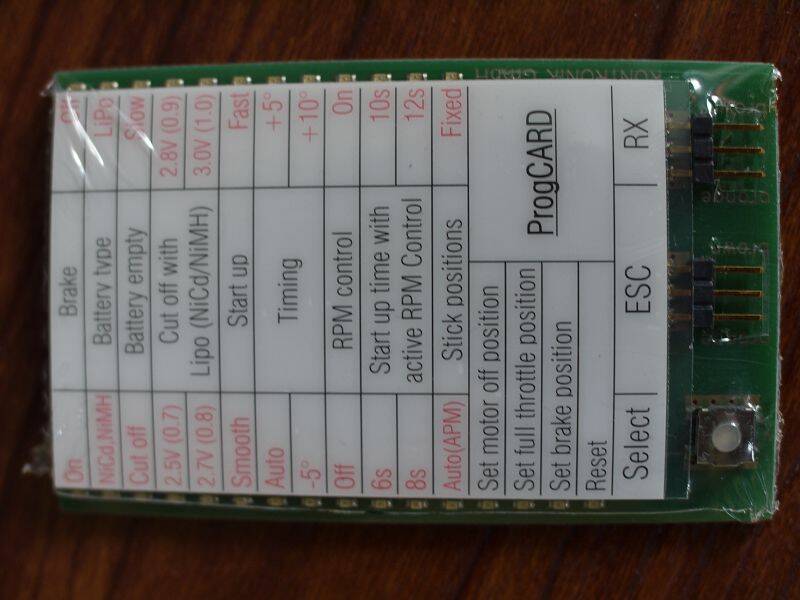 On Brake Off
NiCd,NiMH Battery type LiPo
Cut off Battery empty Slow
2.5V (0.7) Cut off with 2.8V (0.9)
2.7V (0.8) Lipo (NiCd/NiMH) 3.0V (1.0)
Smooth Start up Fast
Auto Timing +5°
-5° +10°
Off RPM control On
6s Start up time with 10s
8s active RPM Control 12s
Auto(APM) Stick positions Fixed
Set motor off position
Set full throttle position
Set brake position
Reset
ProgCARD
Select ESC RX
KONTRONIK GmbH
orange